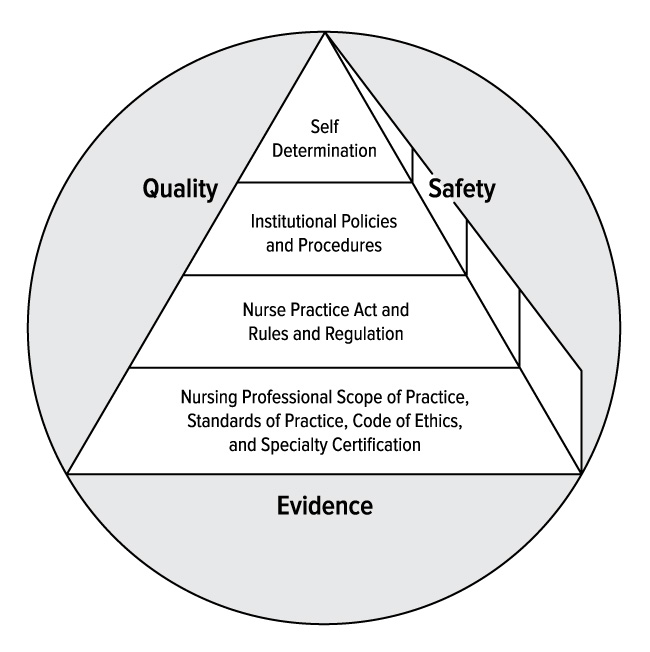 Self
Determination
Quality
Safety
Institutional Policies
and Procedures
Nurse Practice Act and
Rules and Regulation
Nursing Professional Scope of Practice,
Standards of Practice, Code of Ethics,
and Specialty Certification
Evidence